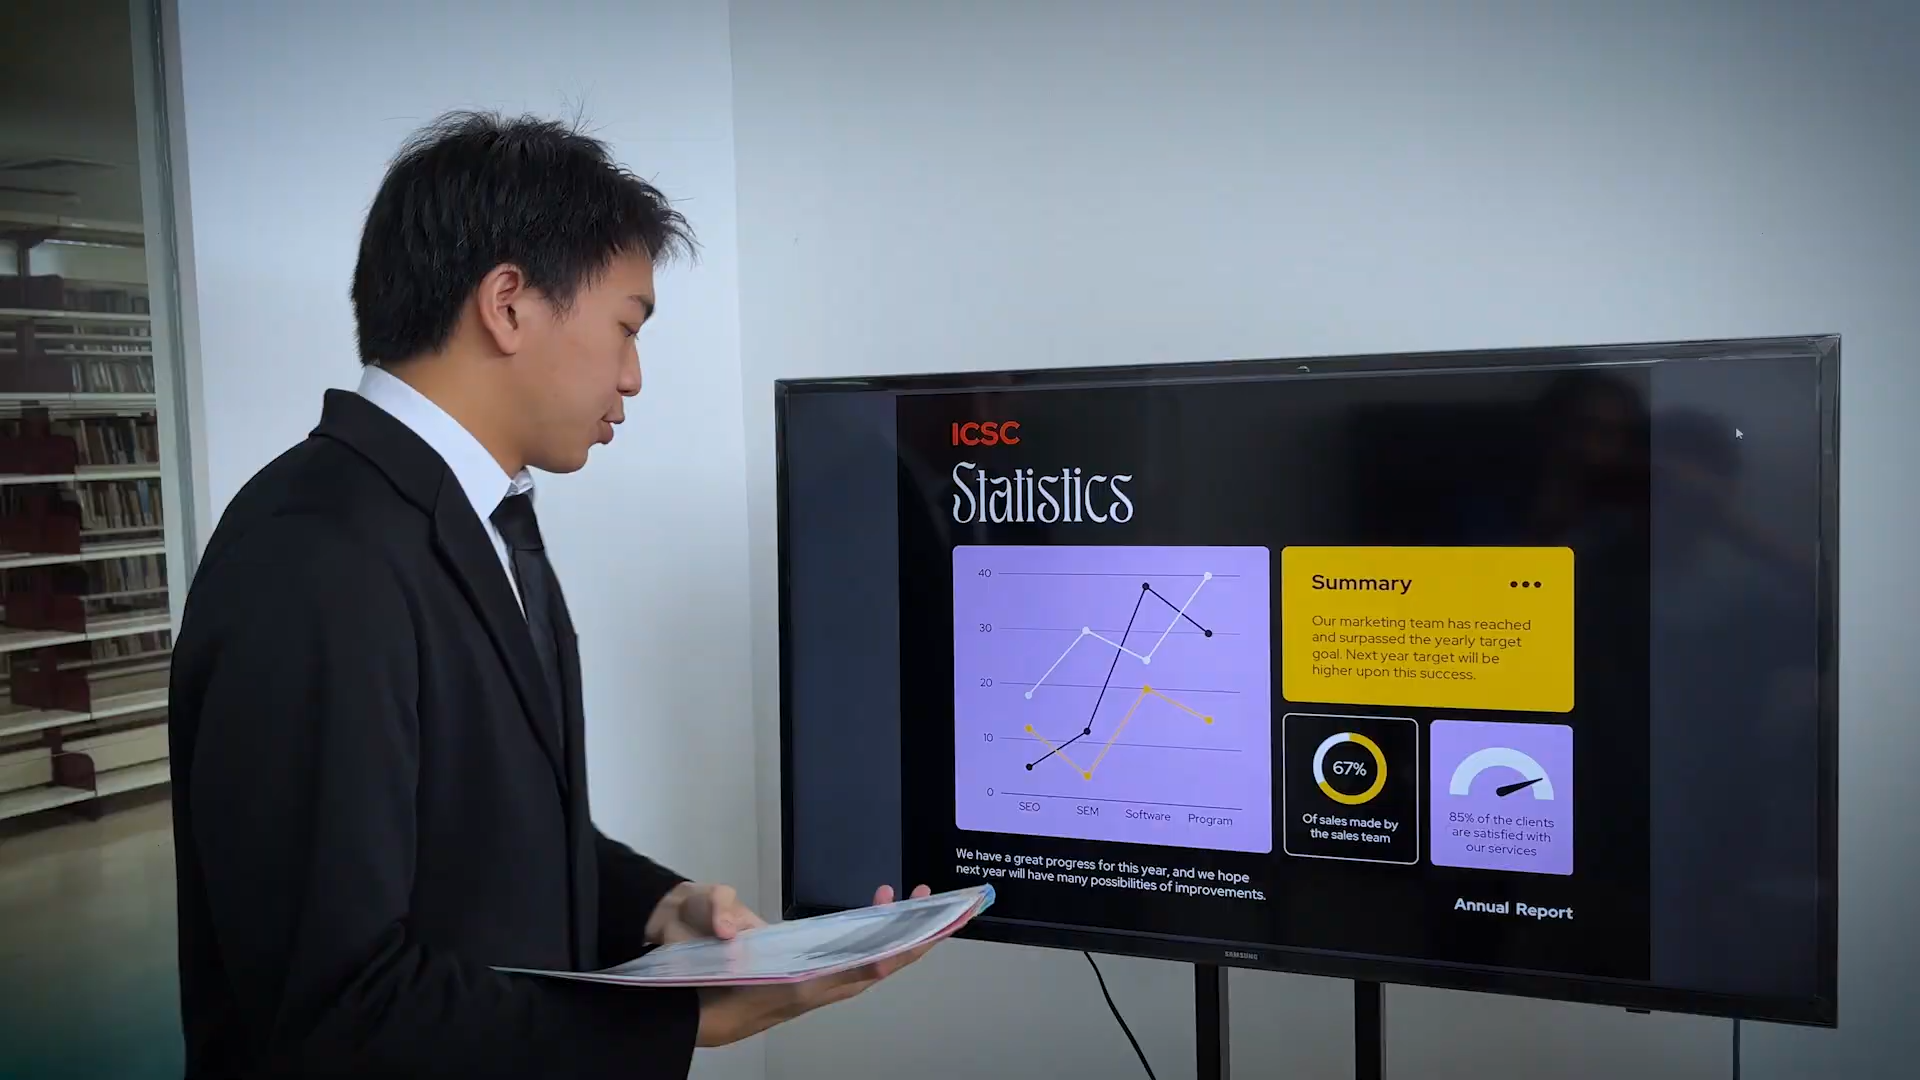 ICSC
Statistics
40
30
20
10
0
SEO
SEM
Software
Program
We have a great progress for this year, and we hope
next year will have many possibilities of improvements.
Summary
Our marketing team has reached
and surpassed the yearly target
goal. Next year target will be
higher upon this success.
67%
Of sales made by
the sales team
85% of the clients
are satisfied with
our services
Annual Report
SAMSUNG